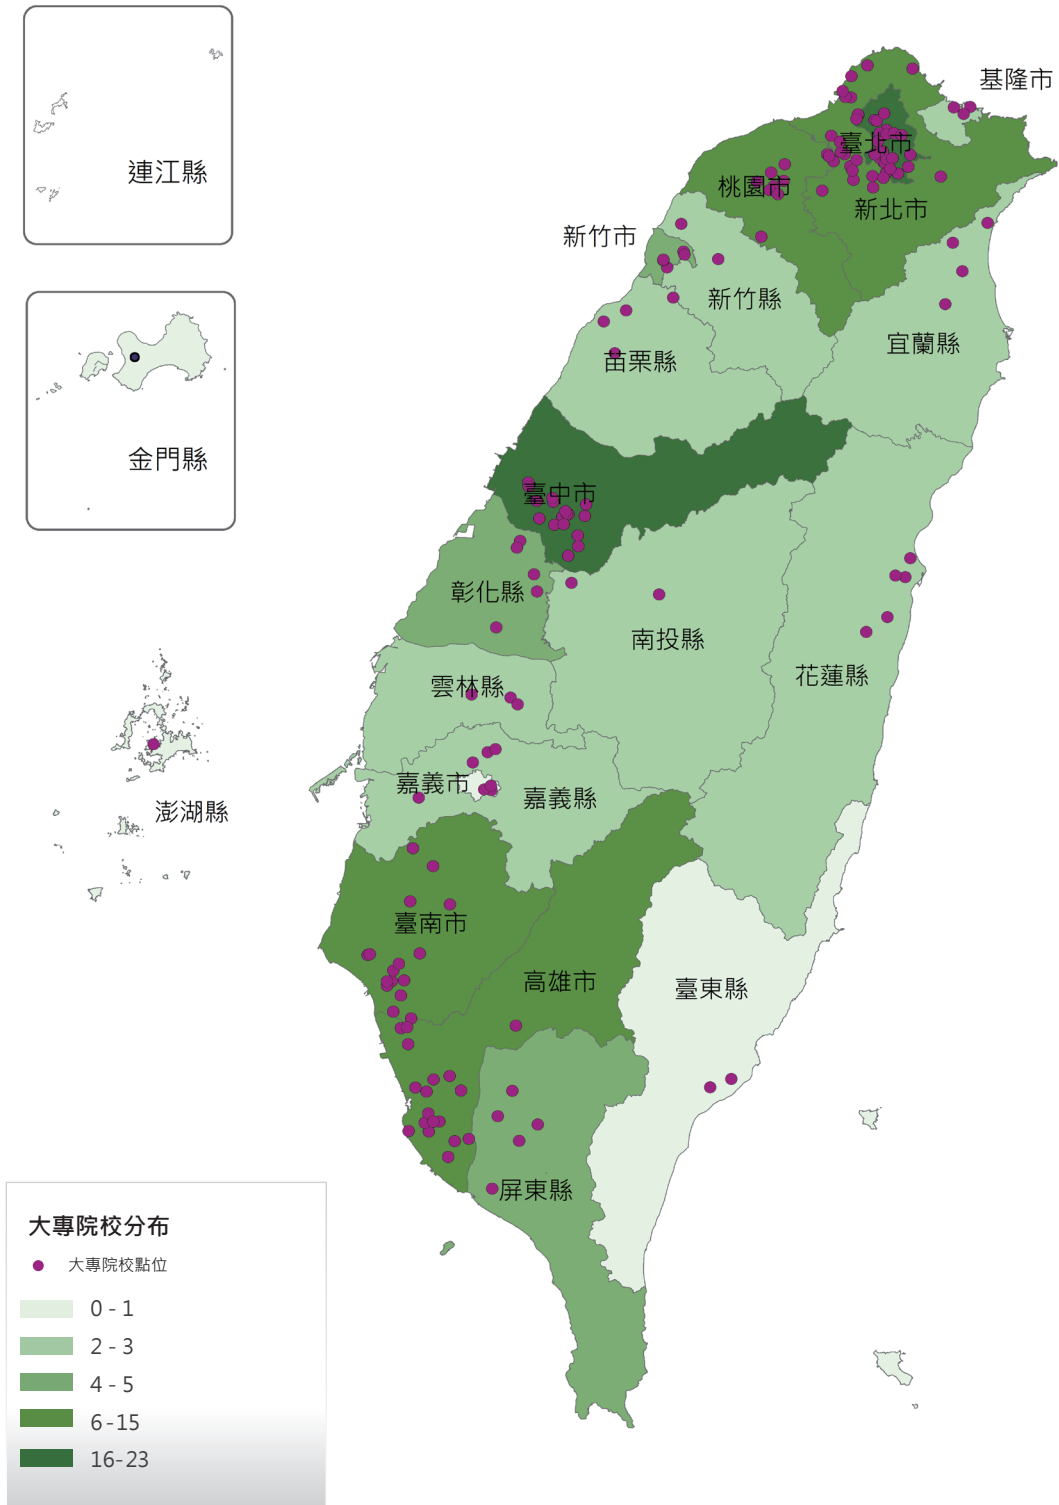 基隆市
連江縣
臺北市
桃園市
新北市
新竹市
新竹縣
宜蘭縣
苗栗縣
金門縣
臺中市
彰化縣
南投縣
花蓮縣
雲林縣
嘉義市
嘉義縣
澎湖縣
臺南市
高雄市
臺東縣
屏東縣
大專院校分布
大專院校點位
0 - 1
2 - 3
4 - 5
6 -15
16-23